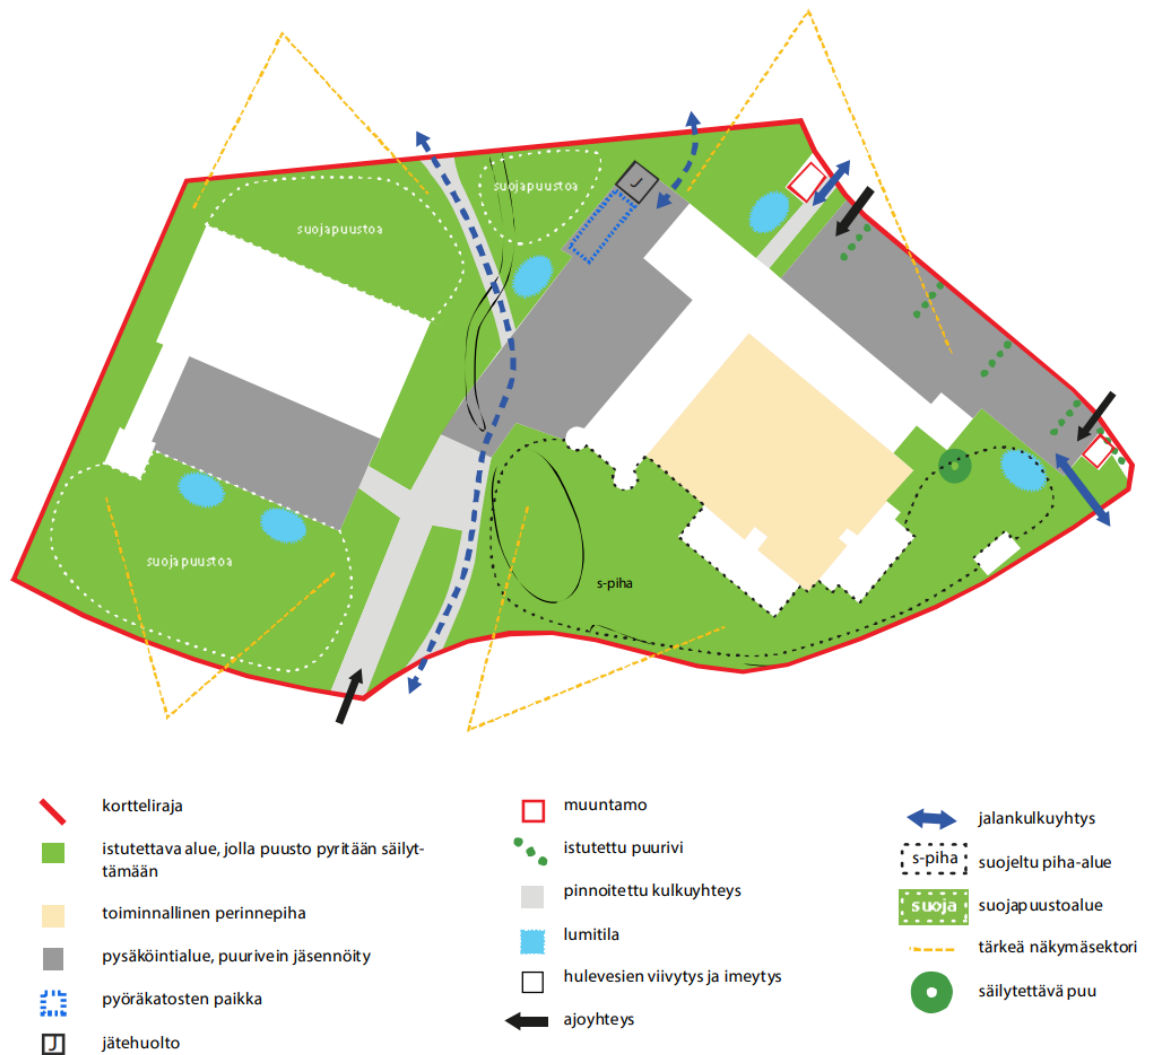 suojapuustoa
J
suojapuustoa
suojapuustoa
s-piha
kortteliraja
istutettava alue, jolla puusto pyritään säilyt-
tämään
toiminnallinen perinnepiha
pysäköintialue, puurivein jäsennöity
pyöräkatosten paikka
J jätehuolto
muuntamo
istutettu puurivi
pinnoitettu kulkuyhteys
lumitila
hulevesien viivytys ja imeytys
ajoyhteys
jalankulkuyhtys
s-piha suojeltu piha-alue
suoja suojapuustoalue
tärkeä näkymäsektori
säilytettävä puu